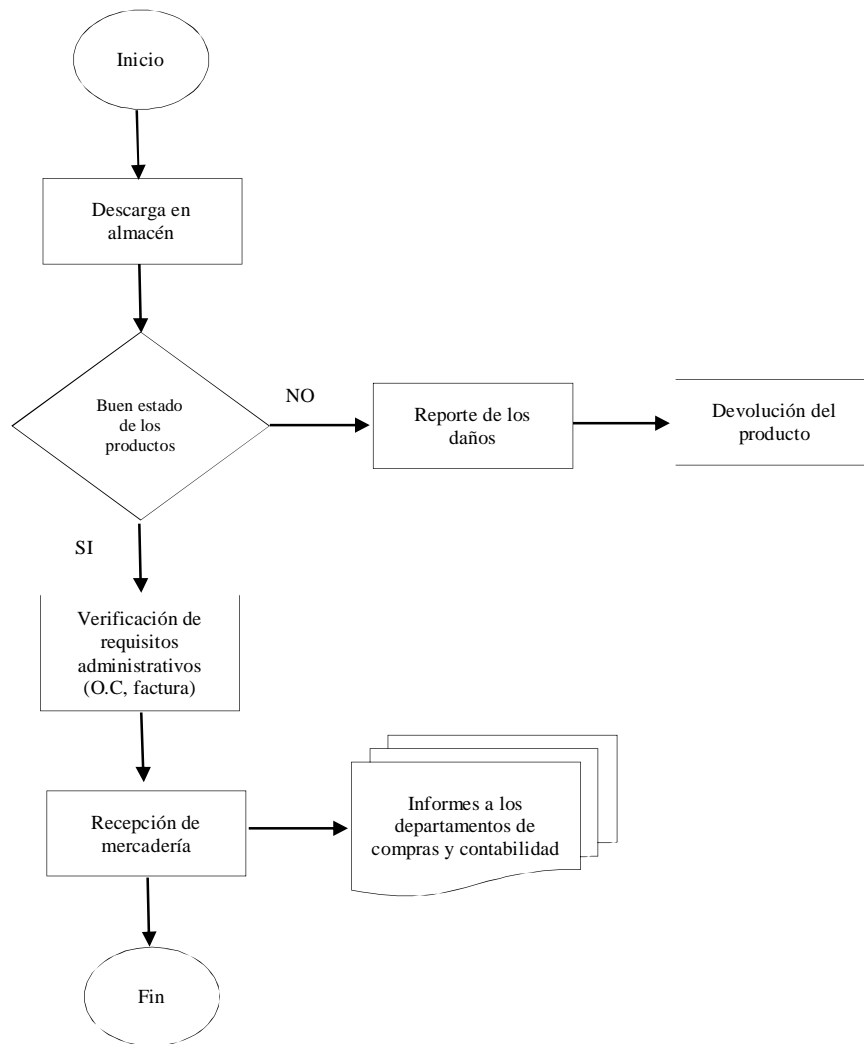 Inicio
Descarga en
almacén
Buen estado
de los
productos
NO
Reporte de los
daños
Devolución del
producto
SI
Verificación de
requisitos
administrativos
(O.C, factura)
Recepción de
mercadería
Informes a los
departamentos de
compras y contabilidad
Fin